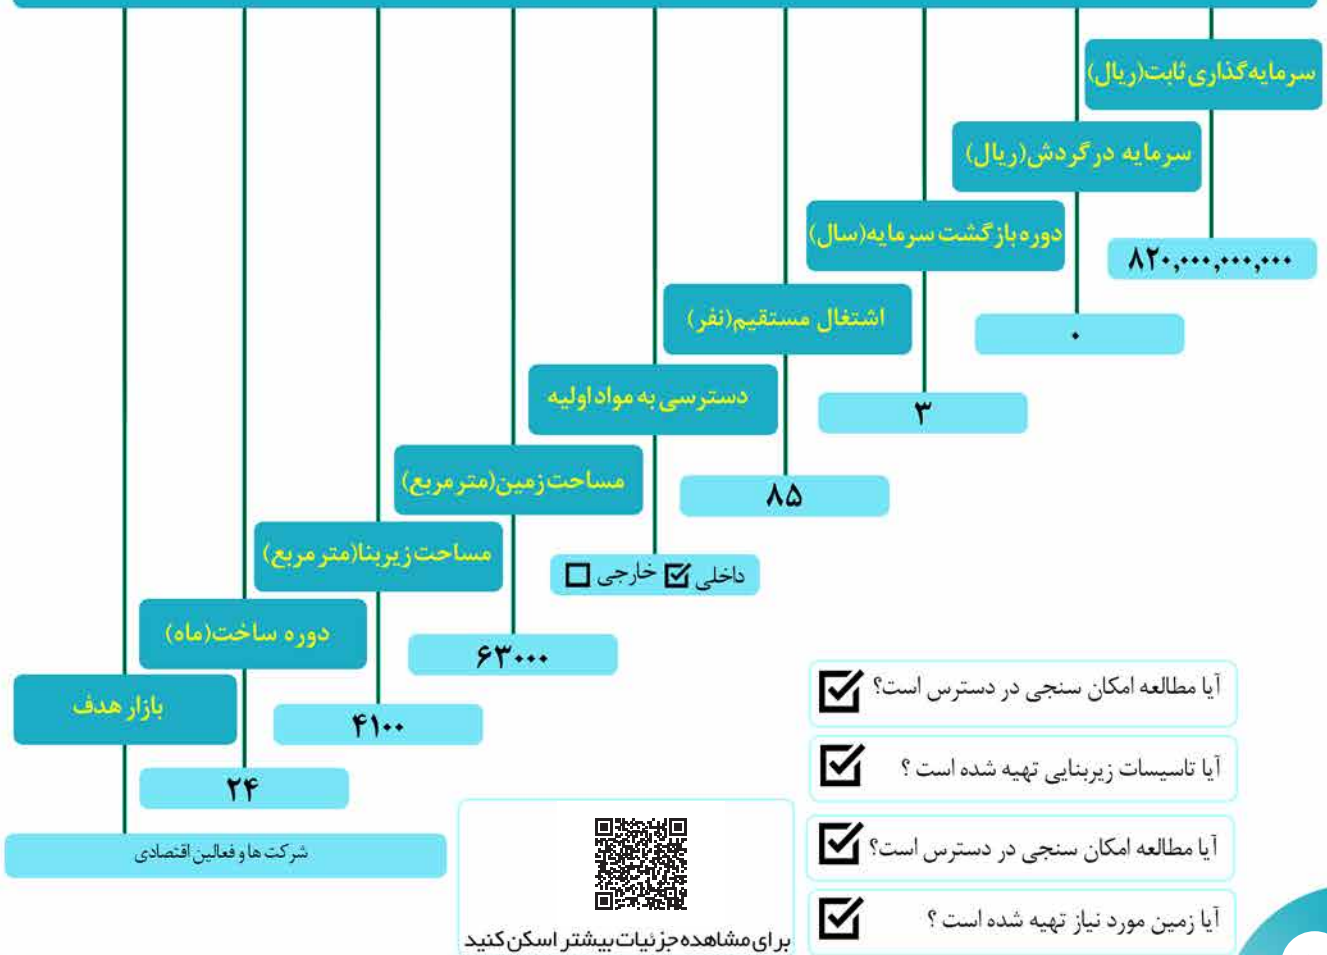 سرمایه‌گذاری ثابت(ریال)
۸۲۰,۰۰۰,۰۰۰,۰۰۰
سرمایه در گردش(ریال)
۰
دوره بازگشت سرمایه(سال)
۳
اشتغال مستقیم(نفر)
۸۵
دسترسی به مواد اولیه
داخلی ☑ خارجی ☐
مساحت زمین(متر مربع)
۶۳۰۰۰
مساحت زیربنا(متر مربع)
۴۱۰۰
دوره ساخت(ماه)
۲۴
بازار هدف
شرکت ها و فعالین اقتصادی
آیا مطالعه امکان سنجی در دسترس است؟ ☑
آیا تاسیسات زیربنایی تهیه شده است ؟ ☑
آیا مطالعه امکان سنجی در دسترس است؟ ☑
آیا زمین مورد نیاز تهیه شده است ؟ ☑
برای مشاهده جزئیات بیشتر اسکن کنید